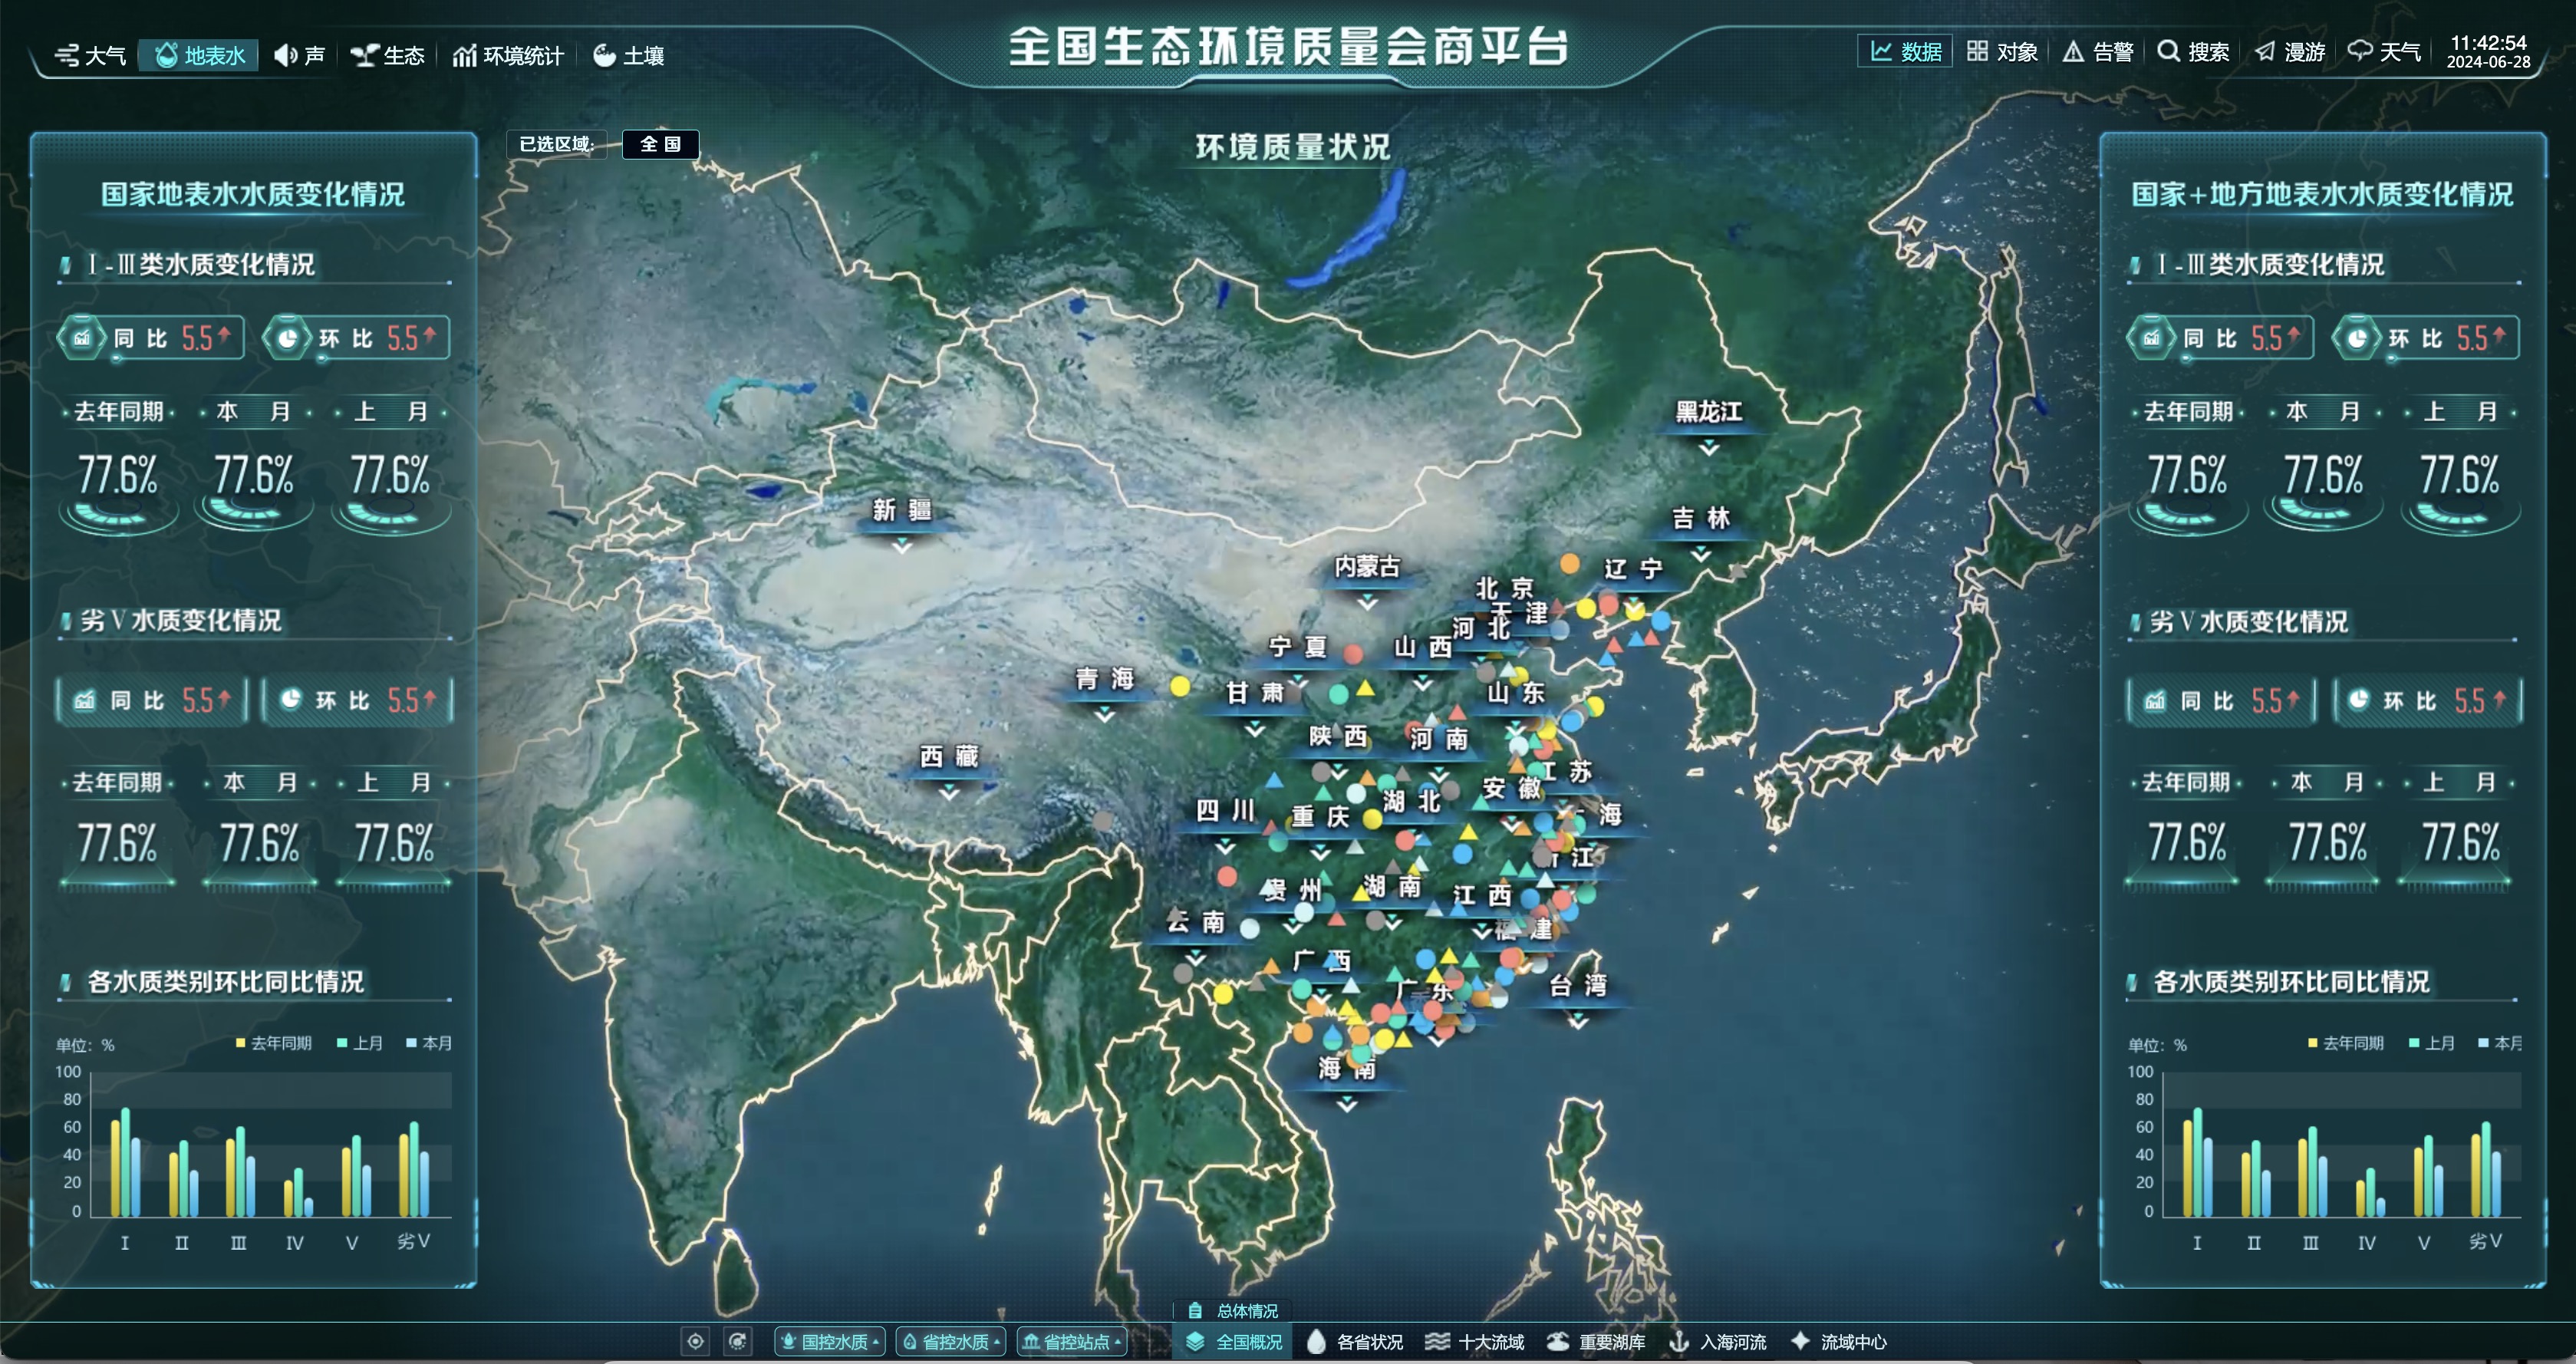 大气 地表水 声 生态 环境统计 土壤
全国生态环境质量会商平台
数据 对象 告警 搜索 漫游 天气
11:42:54
2024-06-28
已选区域: 全国
环境质量状况
国家地表水水质变化情况
Ⅰ-Ⅲ类水质变化情况
同比 5.5↑ 环比 5.5↑
去年同期 本月 上月
77.6% 77.6% 77.6%
劣Ⅴ水质变化情况
同比 5.5↑ 环比 5.5↑
去年同期 本月 上月
77.6% 77.6% 77.6%
各水质类别环比同比情况
单位：% 去年同期 上月 本月
100
80
60
40
20
0
Ⅰ Ⅱ Ⅲ Ⅳ Ⅴ 劣Ⅴ
黑龙江
新疆
吉林
内蒙古
辽宁
北京
天津
河北
宁夏
山西
青海
甘肃
山东
陕西
河南
西藏
江苏
安徽
湖北
四川
重庆
海
江
贵州
湖南
江西
云南
福建
广西
台湾
广东
海南
国家+地方地表水水质变化情况
Ⅰ-Ⅲ类水质变化情况
同比 5.5↑ 环比 5.5↑
去年同期 本月 上月
77.6% 77.6% 77.6%
劣Ⅴ水质变化情况
同比 5.5↑ 环比 5.5↑
去年同期 本月 上月
77.6% 77.6% 77.6%
各水质类别环比同比情况
单位：% 去年同期 上月 本月
100
80
60
40
20
0
Ⅰ Ⅱ Ⅲ Ⅳ Ⅴ 劣Ⅴ
总体情况
国控水质 省控水质 省控站点 全国概况 各省状况 十大流域 重要湖库 入海河流 流域中心